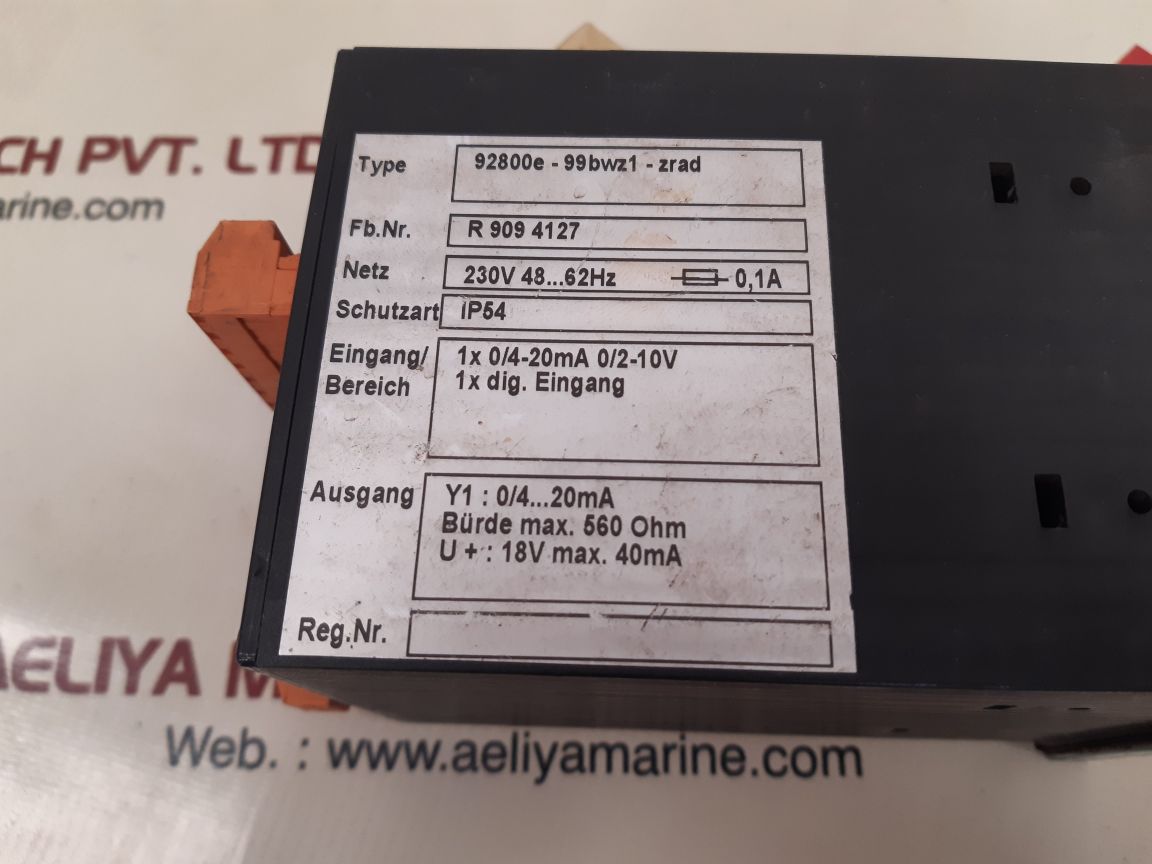 CH PVT. LTD
arine.com
Type 92800e - 99bwz1 - zrad
Fb.Nr. R 909 4127
Netz 230V 48...62Hz 0,1A
Schutzart IP54
Eingang/ 1x 0/4-20mA 0/2-10V
Bereich 1x dig. Eingang
Ausgang Y1 : 0/4...20mA
Bürde max. 560 Ohm
U + : 18V max. 40mA
Reg.Nr.
AELIYA M
Web. : www.aeliyamarine.com